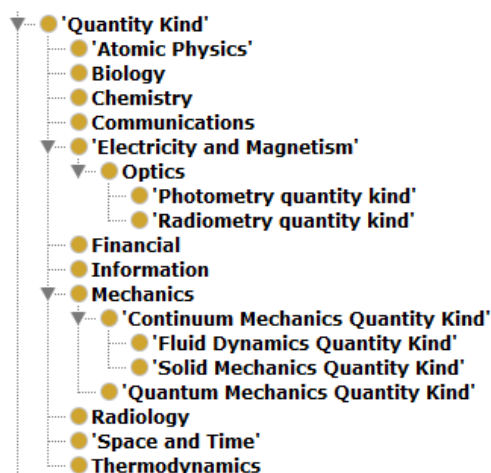 'Quantity Kind'
'Atomic Physics'
Biology
Chemistry
Communications
'Electricity and Magnetism'
Optics
'Photometry quantity kind'
'Radiometry quantity kind'
Financial
Information
Mechanics
'Continuum Mechanics Quantity Kind'
'Fluid Dynamics Quantity Kind'
'Solid Mechanics Quantity Kind'
'Quantum Mechanics Quantity Kind'
Radiology
'Space and Time'
Thermodynamics